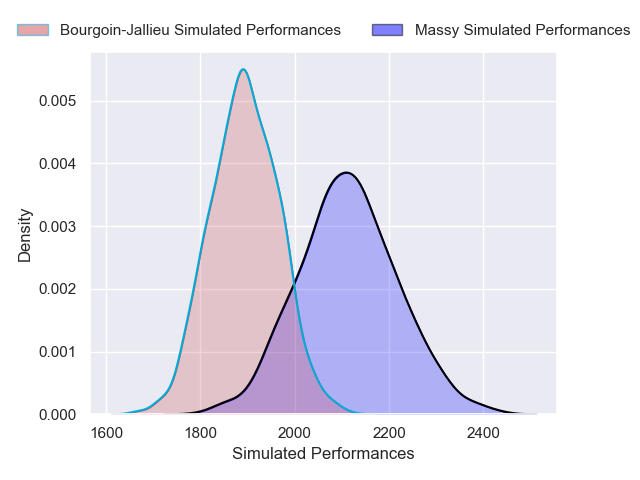 Bourgoin-Jallieu Simulated Performances Massy Simulated Performances
0.005
0.004
0.003
0.002
0.001
0.000
Density
1600 1800 2000 2200 2400
Simulated Performances